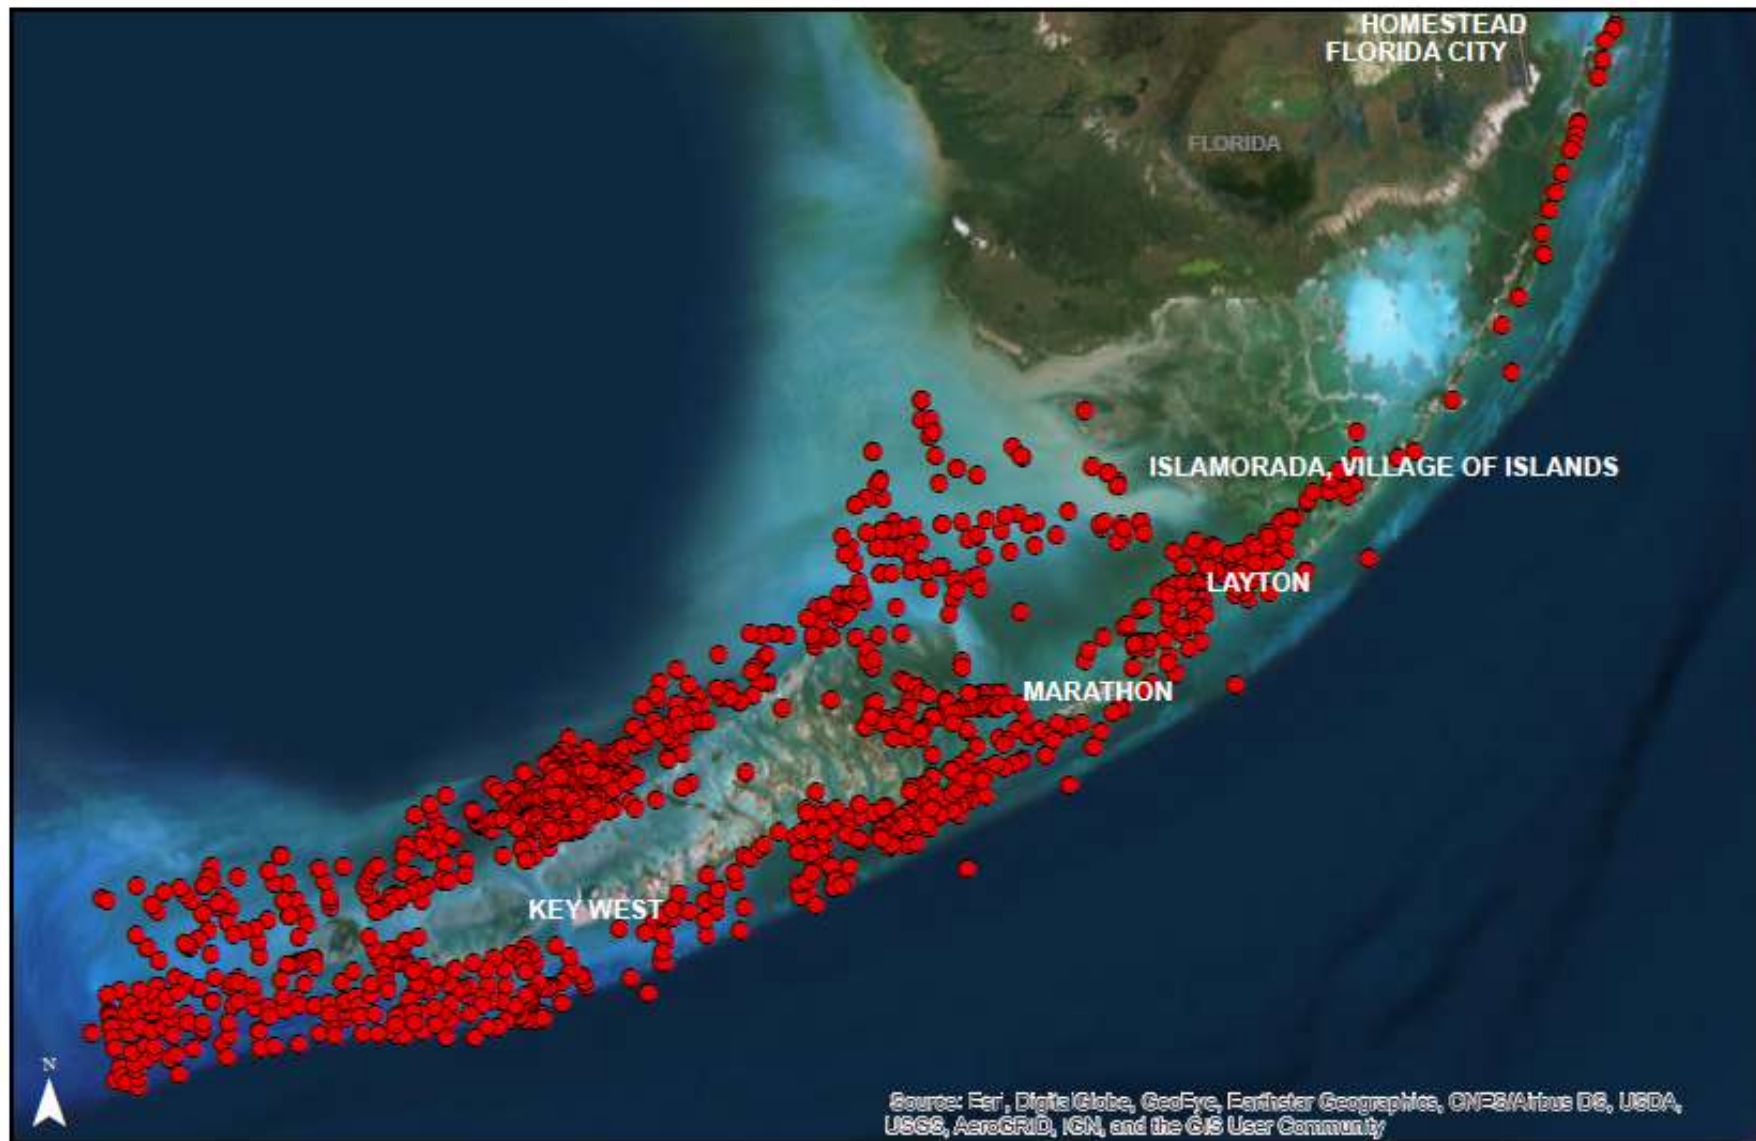 HOMESTEAD
FLORIDA CITY
FLORIDA
ISLAMORADA, VILLAGE OF ISLANDS
LAYTON
MARATHON
KEY WEST
N
Source: Esri, DigitalGlobe, GeoEye, Earthstar Geographics, CNES/Airbus DS, USDA,
USGS, AeroGRID, IGN, and the GIS User Community